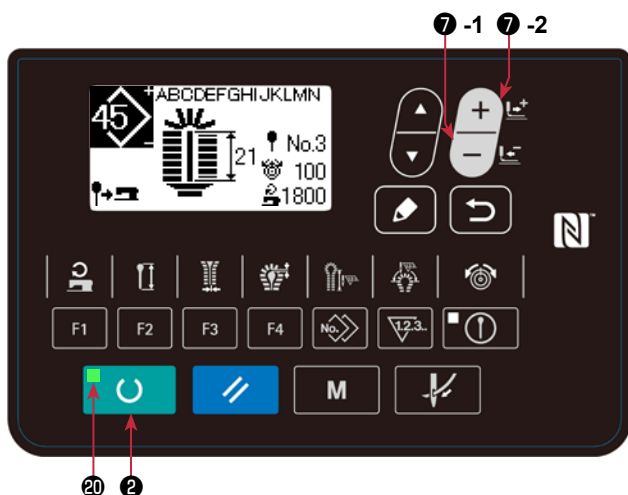 ❼ -1 ❼ -2
45
+
-
ABCDEFGHIJKLMN
21
No.3
100
1800
+
+
−
−
N
™
F1 F2 F3 F4 No. 1.2.3..
M
⓴ ❷